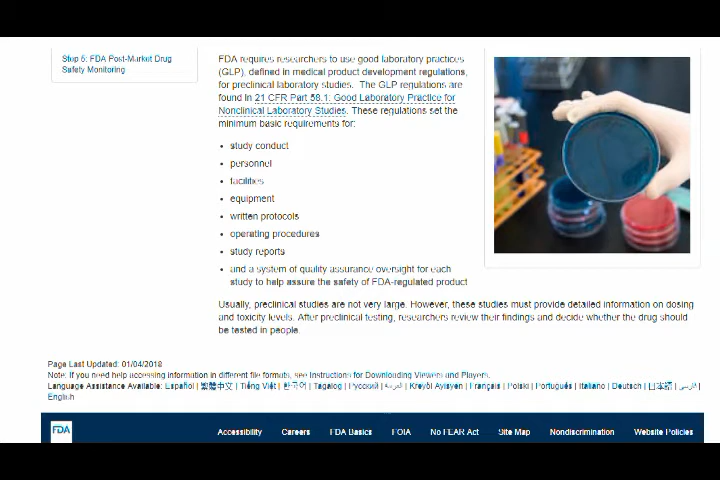 Step 5: FDA Post-Market Drug
Safety Monitoring
FDA requires researchers to use good laboratory practices
(GLP), defined in medical product development regulations,
for preclinical laboratory studies. The GLP regulations are
found in 21 CFR Part 58.1: Good Laboratory Practice for
Nonclinical Laboratory Studies. These regulations set the
minimum basic requirements for:
• study conduct
• personnel
• facilities
• equipment
• written protocols
• operating procedures
• study reports
• and a system of quality assurance oversight for each
study to help assure the safety of FDA-regulated product
Usually, preclinical studies are not very large. However, these studies must provide detailed information on dosing
and toxicity levels. After preclinical testing, researchers review their findings and decide whether the drug should
be tested in people.
Page Last Updated: 01/04/2018
Note: If you need help accessing information in different file formats, see Instructions for Downloading Viewers and Players.
Language Assistance Available: Español | 繁體中文 | Tiếng Việt | 한국어 | Tagalog | Русский | العربية | Kreyòl Ayisyen | Français | Polski | Português | Italiano | Deutsch | 日本語 | فارسی |
English
FDA
Accessibility Careers FDA Basics FOIA No FEAR Act Site Map Nondiscrimination Website Policies